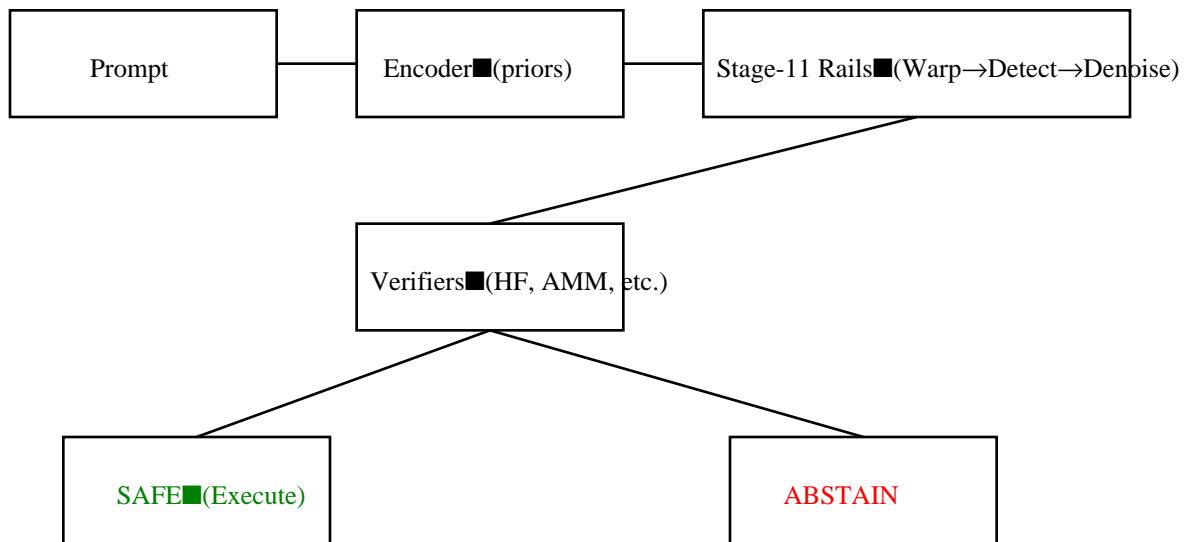 Prompt
Encoder■(priors)
Stage-11 Rails■(Warp→Detect→Denoise)
Verifiers■(HF, AMM, etc.)
SAFE■(Execute)
ABSTAIN